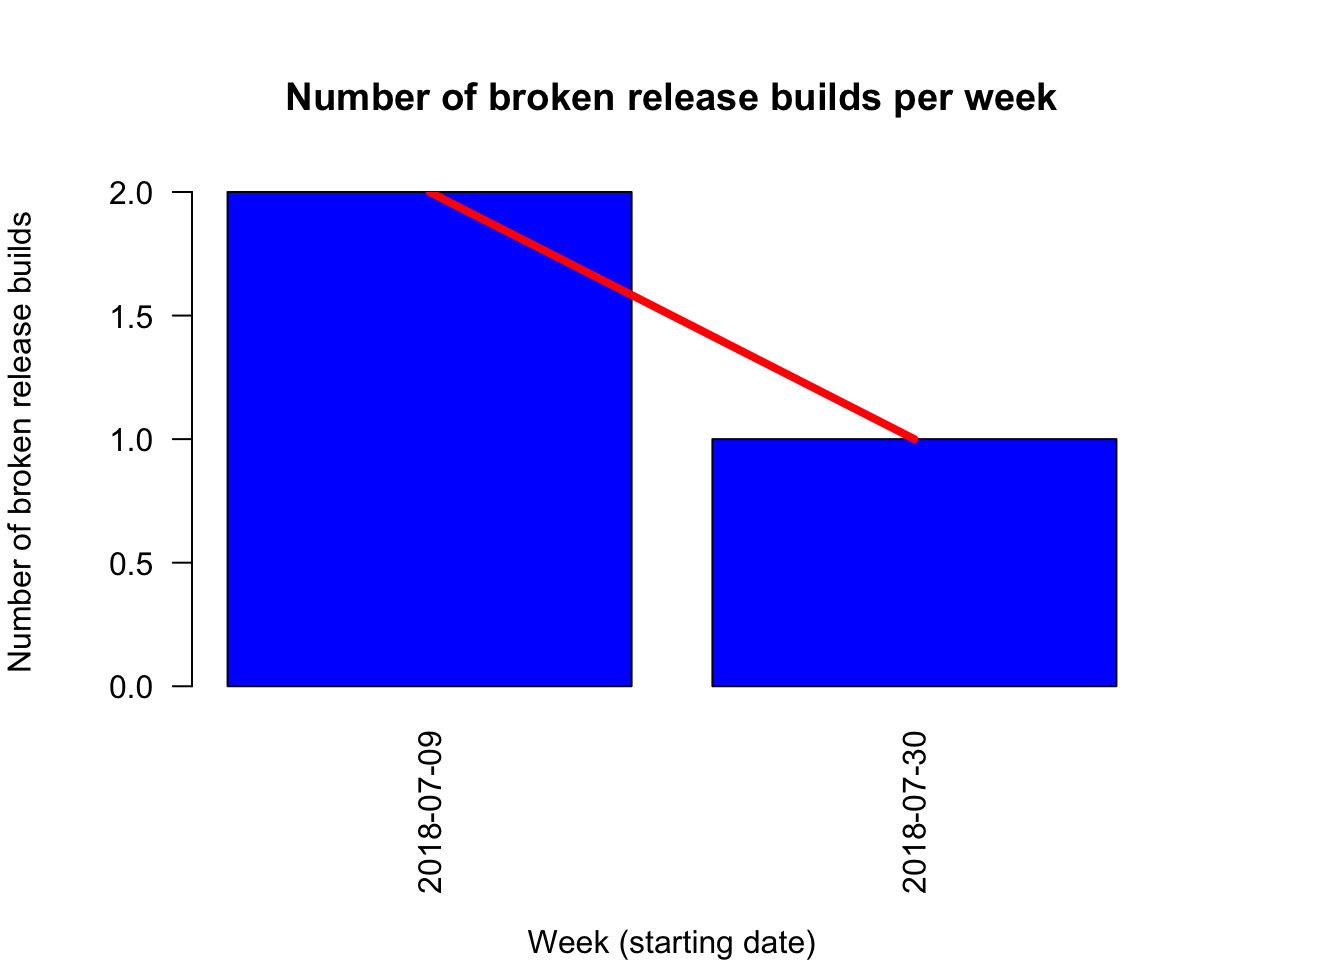 Number of broken release builds per week
Number of broken release builds
2.0
1.5
1.0
0.5
0.0
2018-07-09
2018-07-30
Week (starting date)